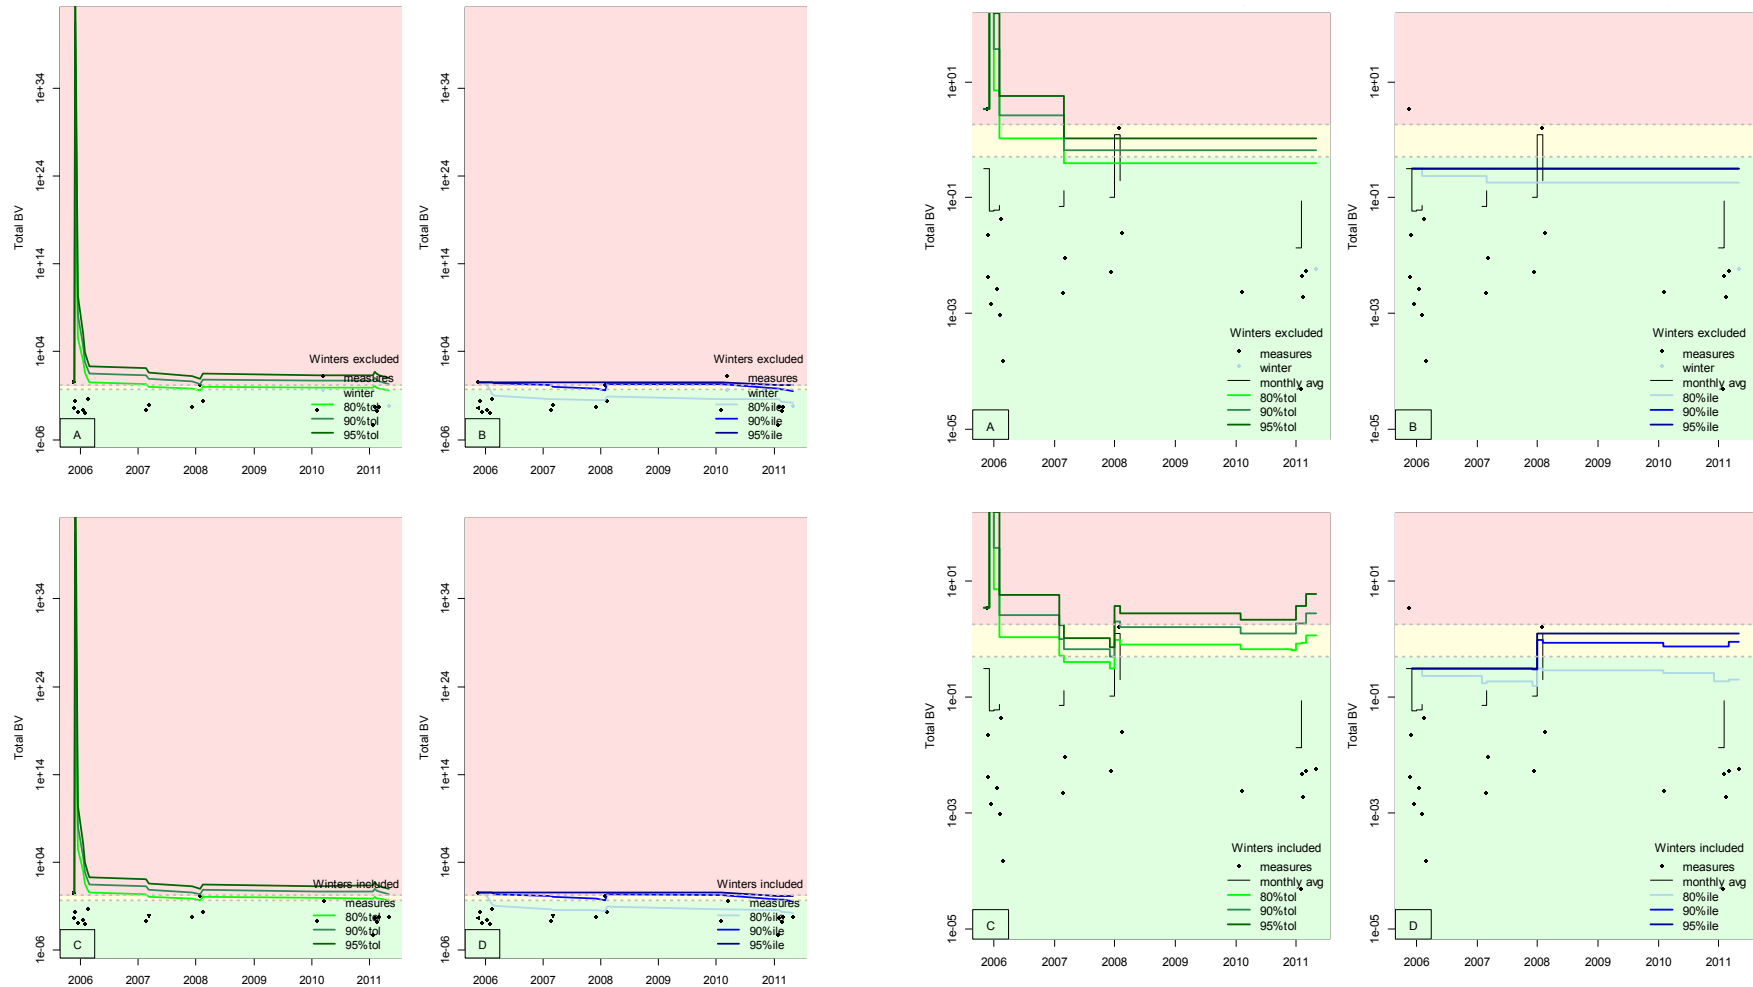 Total BV
1e+34
1e+24
1e+14
1e+04
1e-06
Winters excluded
measures
winter
80%tol
90%tol
95%tol
A
2006 2007 2008 2009 2010 2011
Total BV
1e+34
1e+24
1e+14
1e+04
1e-06
Winters excluded
measures
winter
80%ile
90%ile
95%ile
B
2006 2007 2008 2009 2010 2011
Total BV
1e+01
1e-01
1e-03
1e-05
Winters excluded
measures
winter
monthly avg
80%tol
90%tol
95%tol
A
2006 2007 2008 2009 2010 2011
Total BV
1e+01
1e-01
1e-03
1e-05
Winters excluded
measures
winter
monthly avg
80%ile
90%ile
95%ile
B
2006 2007 2008 2009 2010 2011
Total BV
1e+34
1e+24
1e+14
1e+04
1e-06
Winters included
measures
80%tol
90%tol
95%tol
C
2006 2007 2008 2009 2010 2011
Total BV
1e+34
1e+24
1e+14
1e+04
1e-06
Winters included
measures
80%ile
90%ile
95%ile
D
2006 2007 2008 2009 2010 2011
Total BV
1e+01
1e-01
1e-03
1e-05
Winters included
measures
monthly avg
80%tol
90%tol
95%tol
C
2006 2007 2008 2009 2010 2011
Total BV
1e+01
1e-01
1e-03
1e-05
Winters included
measures
monthly avg
80%ile
90%ile
95%ile
D
2006 2007 2008 2009 2010 2011